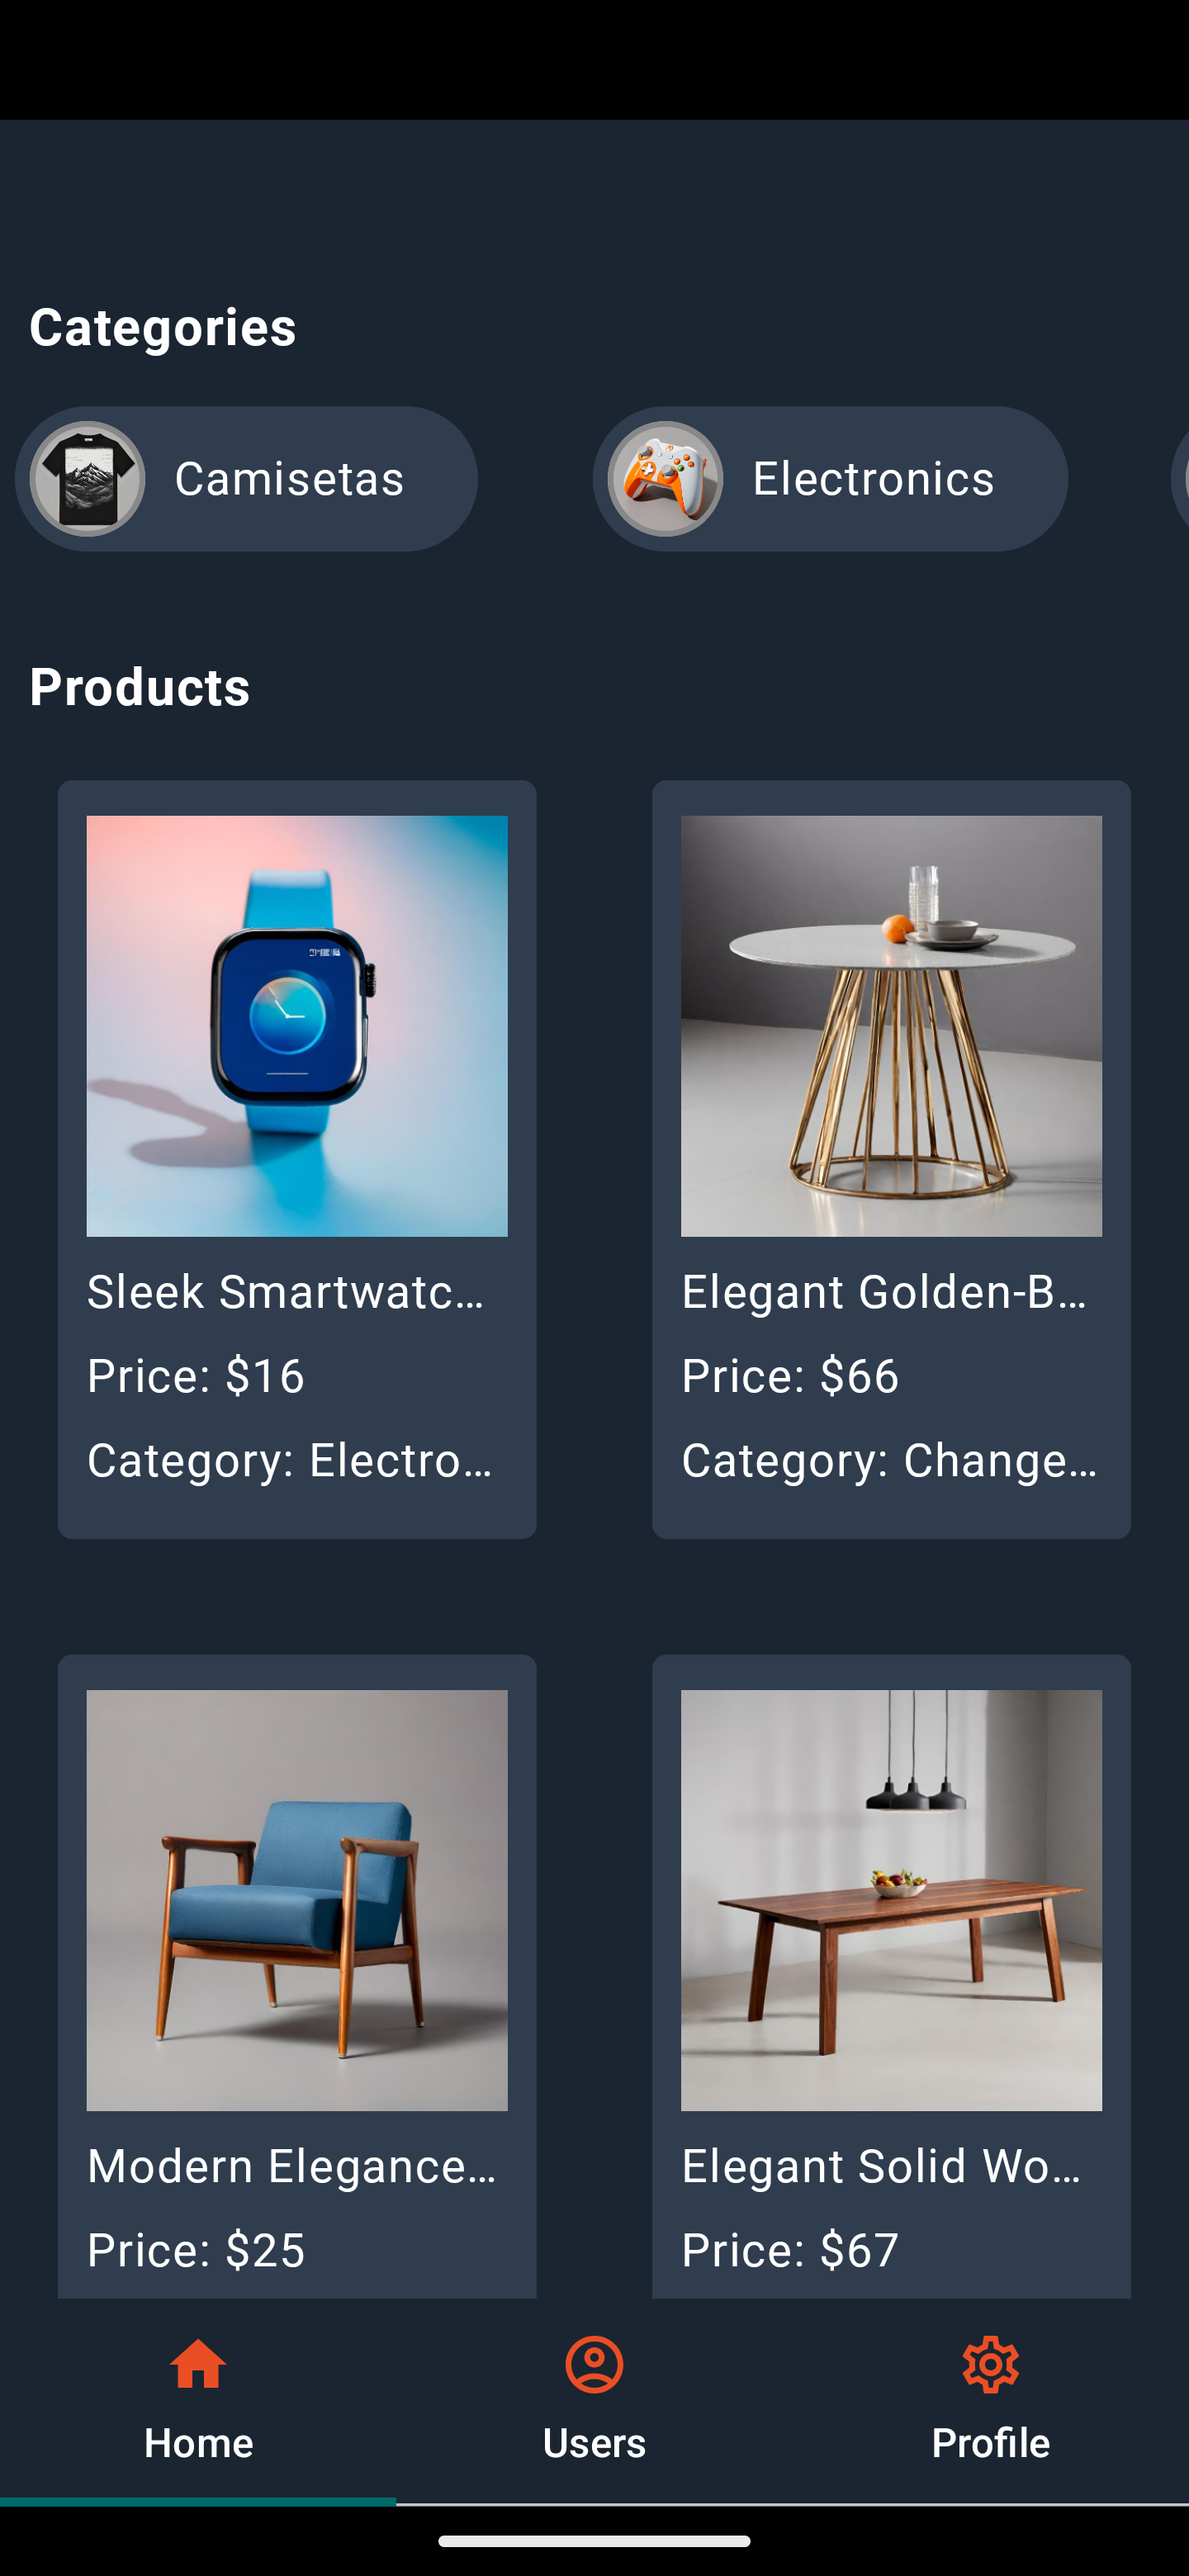 Categories
Camisetas
Electronics
Products
Sleek Smartwatc...
Elegant Golden-B...
Price: $16
Price: $66
Category: Electro...
Category: Change...
Modern Elegance...
Elegant Solid Wo...
Price: $25
Price: $67
Home
Users
Profile